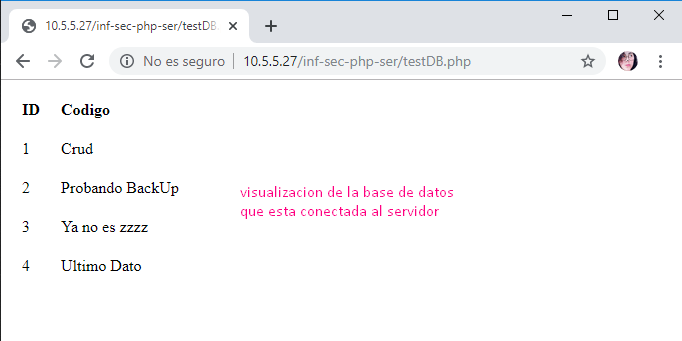 10.5.5.27/inf-sec-php-ser/testDB.
No es seguro 10.5.5.27/inf-sec-php-ser/testDB.php
ID Codigo
1 Crud
2 Probando BackUp
3 Ya no es zzzz
4 Ultimo Dato
visualizacion de la base de datos
que esta conectada al servidor